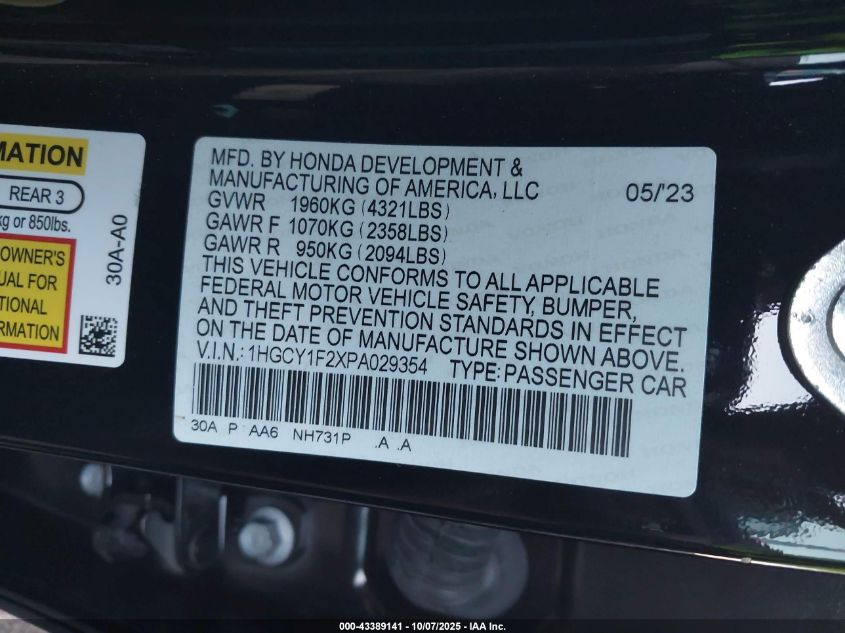 MATION
REAR 3
kg or 850lbs.
OWNER'S
UAL FOR
TIONAL
ORMATION
30A-A0
MFD. BY HONDA DEVELOPMENT &
MANUFACTURING OF AMERICA, LLC 05/'23
GVWR 1960KG (4321LBS)
GAWR F 1070KG (2358LBS)
GAWR R 950KG (2094LBS)
THIS VEHICLE CONFORMS TO ALL APPLICABLE
FEDERAL MOTOR VEHICLE SAFETY, BUMPER,
AND THEFT PREVENTION STANDARDS IN EFFECT
ON THE DATE OF MANUFACTURE SHOWN ABOVE.
V.I.N.: 1HGCY1F2XPA029354 TYPE: PASSENGER CAR
30A P AA6 NH731P .A .A
000-43389141 - 10/07/2025 - IAA Inc.